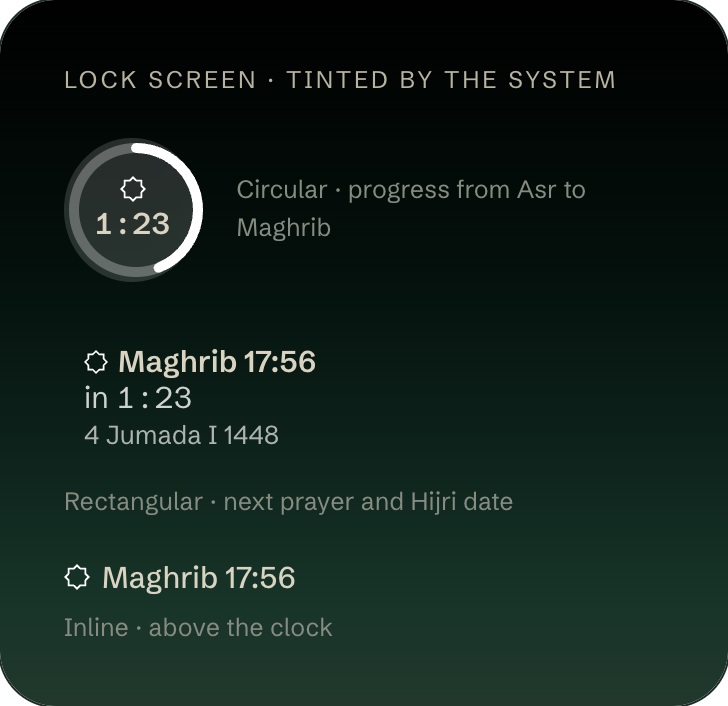 LOCK SCREEN · TINTED BY THE SYSTEM
1:23
Circular · progress from Asr to
Maghrib
Maghrib 17:56
in 1:23
4 Jumada I 1448
Rectangular · next prayer and Hijri date
Maghrib 17:56
Inline · above the clock